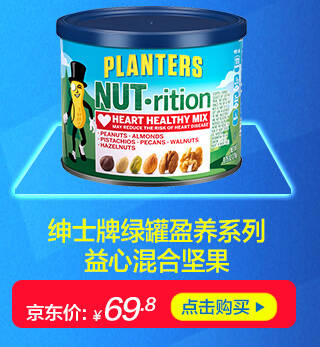 PLANTERS
NUT·rition
HEART HEALTHY MIX
MAY REDUCE THE RISK OF HEART DISEASE
·PEANUTS·ALMONDS
·PISTACHIOS·PECANS·WALNUTS
·HAZELNUTS
绅士牌绿罐盈养系列
益心混合坚果
京东价:¥69.8 点击购买